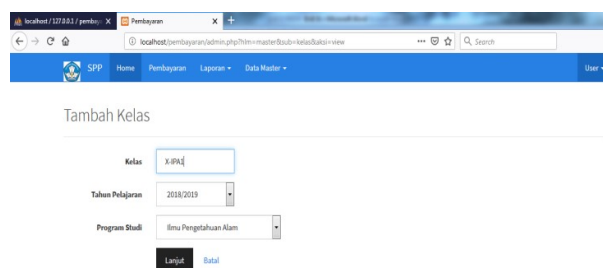 localhost / 127.0.0.1 / pembay X
Pembayaran X +
localhost/pembayaran/admin.php?hlm=master&sub=kelas&aksi=view ••• Search
SPP Home Pembayaran Laporan Data Master User
Tambah Kelas
Kelas X-IPA1
Tahun Pelajaran 2018/2019
Program Studi Ilmu Pengetahuan Alam
Lanjut Batal